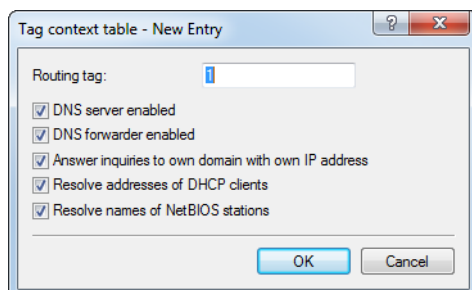 Tag context table - New Entry
Routing tag: 1
DNS server enabled
DNS forwarder enabled
Answer inquiries to own domain with own IP address
Resolve addresses of DHCP clients
Resolve names of NetBIOS stations
OK Cancel